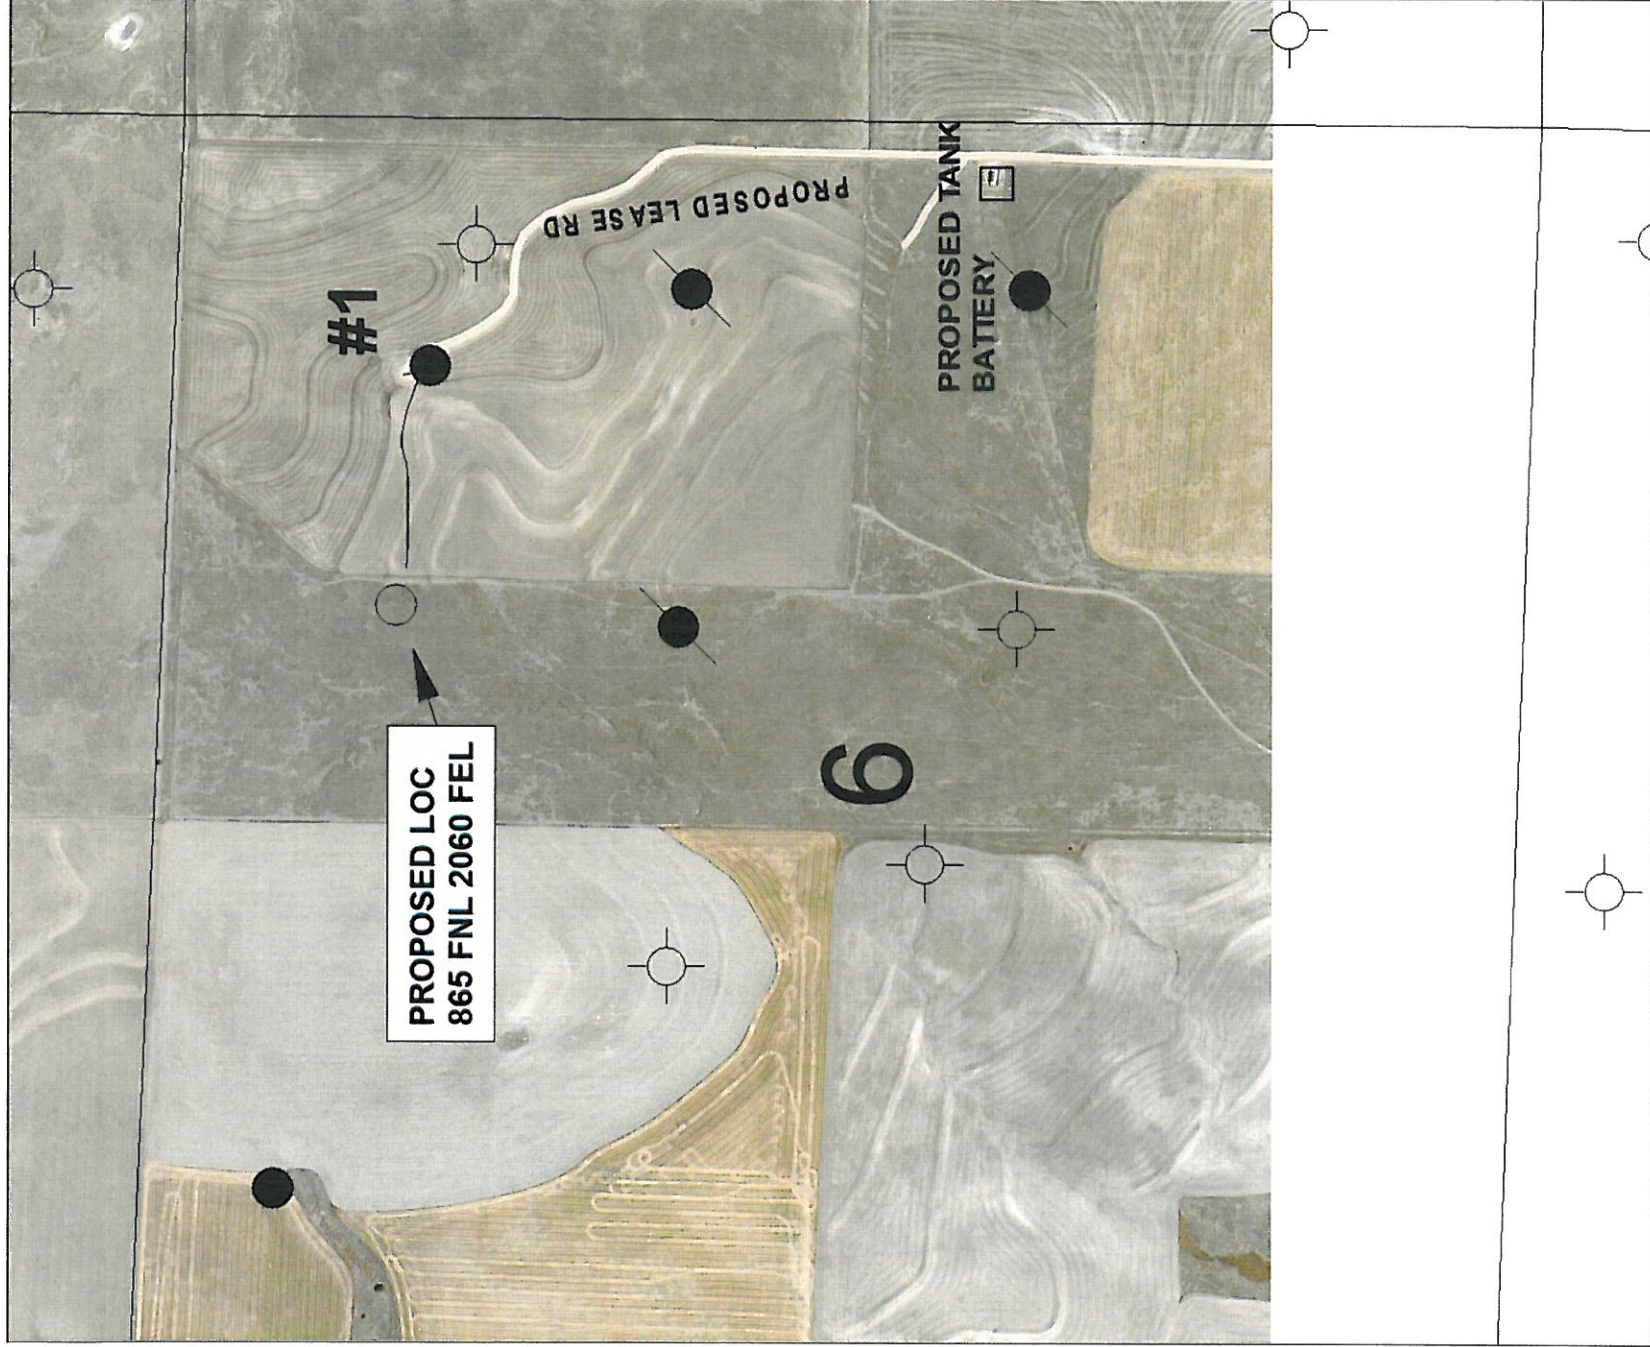 #1
PROPOSED LEASE RD
PROPOSED TANK
BATTERY
PROPOSED LOC
865 FNL 2060 FEL
6